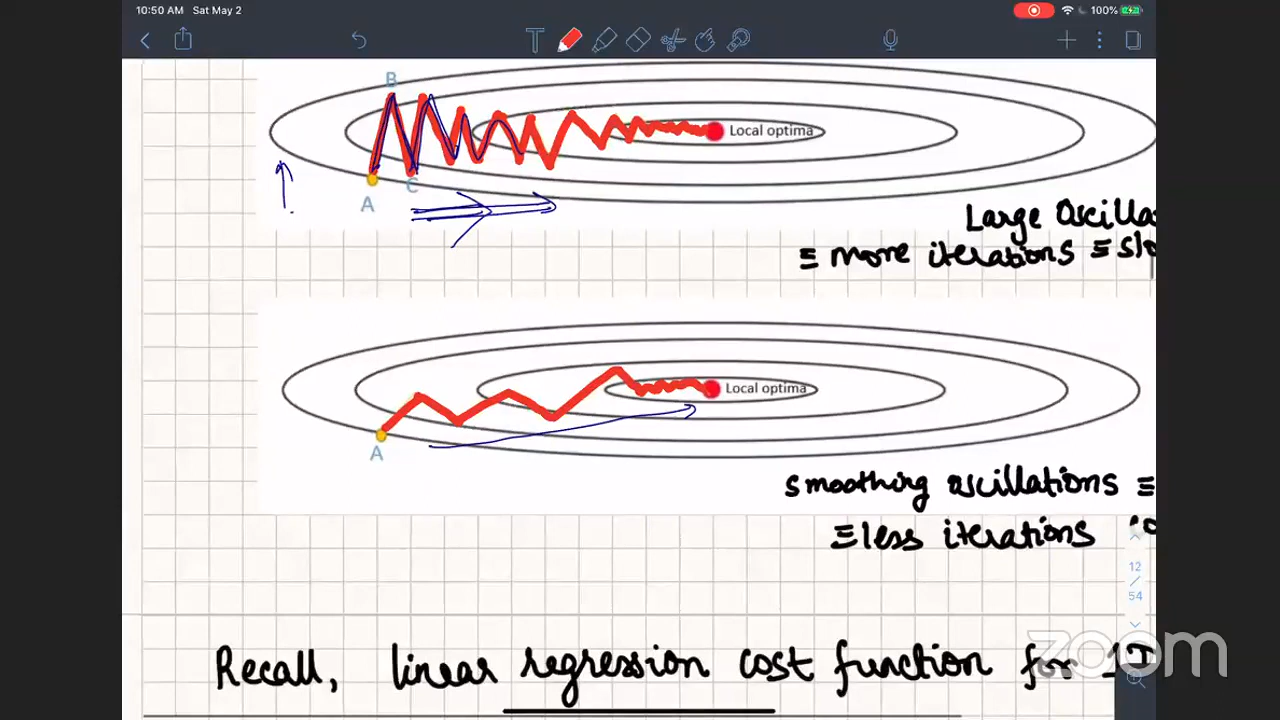 10:50 AM Sat May 2
100%
T
B
Local optima
C
A
Large Oscilla
≡ more iterations ≡ slo
Local optima
A
smoothing oscillations ≡
≡ less iterations
12
/
54
zoom
Recall, linear regression cost function for 1D